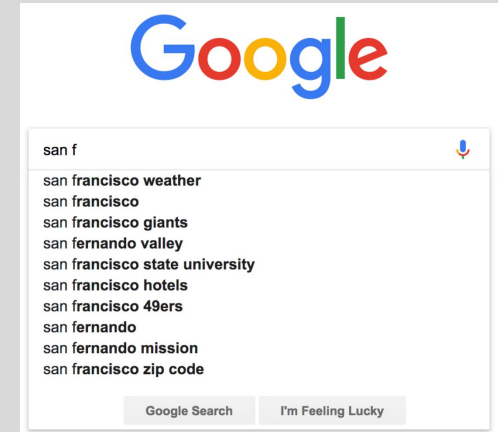 Google
san f
san francisco weather
san francisco
san francisco giants
san fernando valley
san francisco state university
san francisco hotels
san francisco 49ers
san fernando
san fernando mission
san francisco zip code
Google Search I'm Feeling Lucky